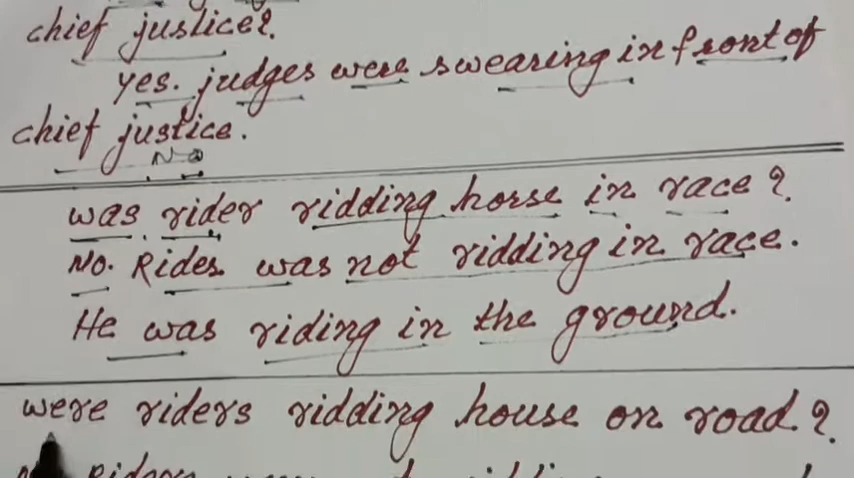 chief justice?.
yes. judges were swearing in front of
chief justice.
was rider ridding horse in race?
No. Rides was not ridding in race.
He was riding in the ground.
were riders ridding house on road?